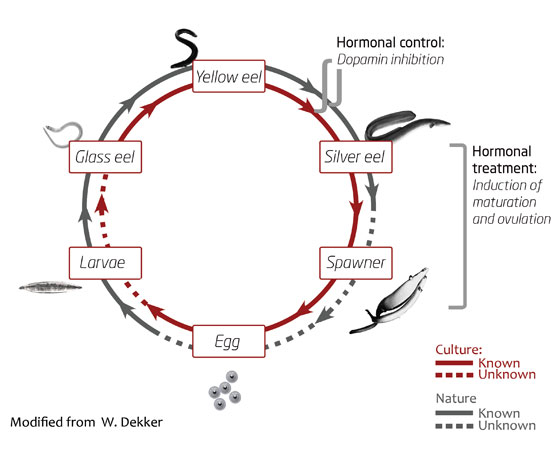 Hormonal control:
Dopamin inhibition
Yellow eel
Glass eel
Silver eel
Hormonal
treatment:
Induction of
maturation
and ovulation
Larvae
Spawner
Egg
Culture:
Known
Unknown
Nature
Known
Unknown
Modified from W. Dekker